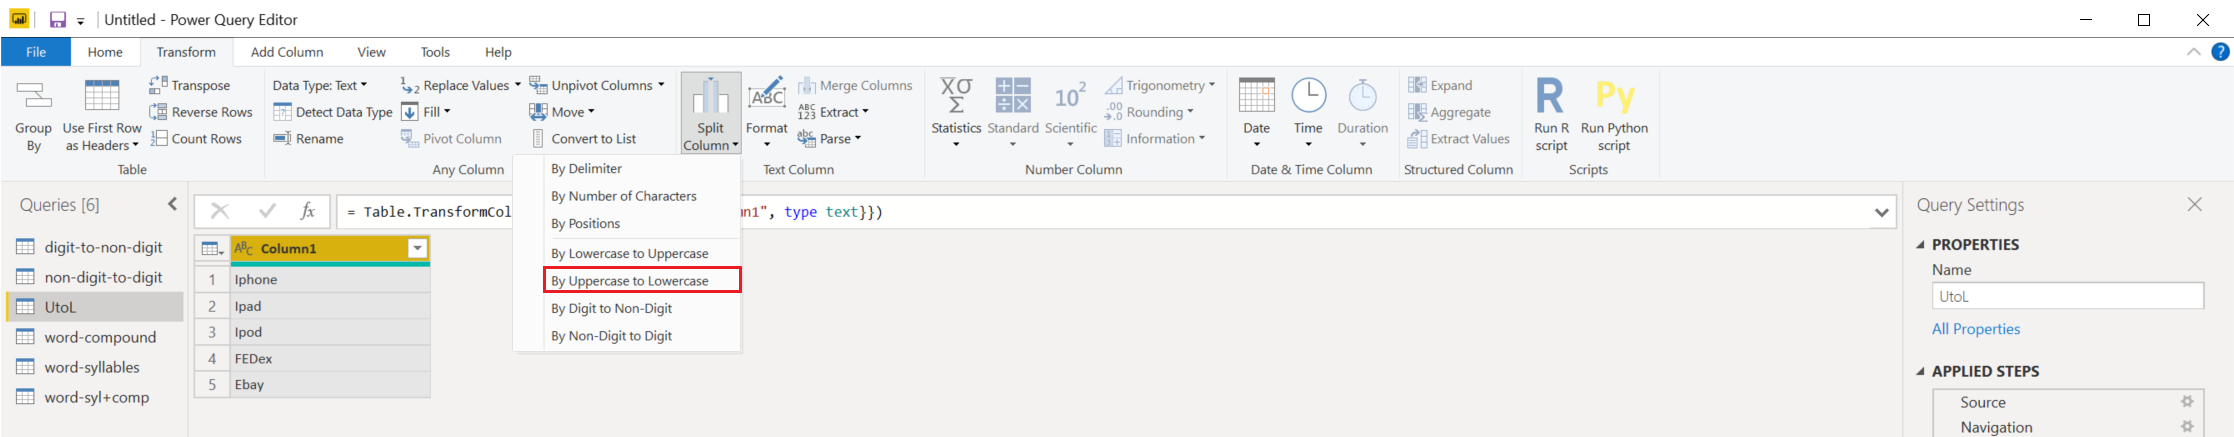 Untitled - Power Query Editor
File Home Transform Add Column View Tools Help
Group By
Use First Row as Headers
Transpose
Reverse Rows
Count Rows
Table
Data Type: Text
Detect Data Type
Rename
Replace Values
Fill
Pivot Column
Unpivot Columns
Move
Convert to List
Any Column
Split Column
Format
Merge Columns
Extract
Parse
Text Column
Statistics
Standard
Scientific
Trigonometry
Rounding
Information
Number Column
Date
Time
Duration
Date & Time Column
Expand
Aggregate
Extract Values
Structured Column
R
Run R script
Py
Run Python script
Scripts
By Delimiter
By Number of Characters
By Positions
By Lowercase to Uppercase
By Uppercase to Lowercase
By Digit to Non-Digit
By Non-Digit to Digit
Queries [6]
digit-to-non-digit
non-digit-to-digit
UtoL
word-compound
word-syllables
word-syl+comp
fx = Table.TransformCol n1", type text}})
ABC Column1
1 Iphone
2 Ipad
3 Ipod
4 FEDex
5 Ebay
Query Settings
PROPERTIES
Name
UtoL
All Properties
APPLIED STEPS
Source
Navigation